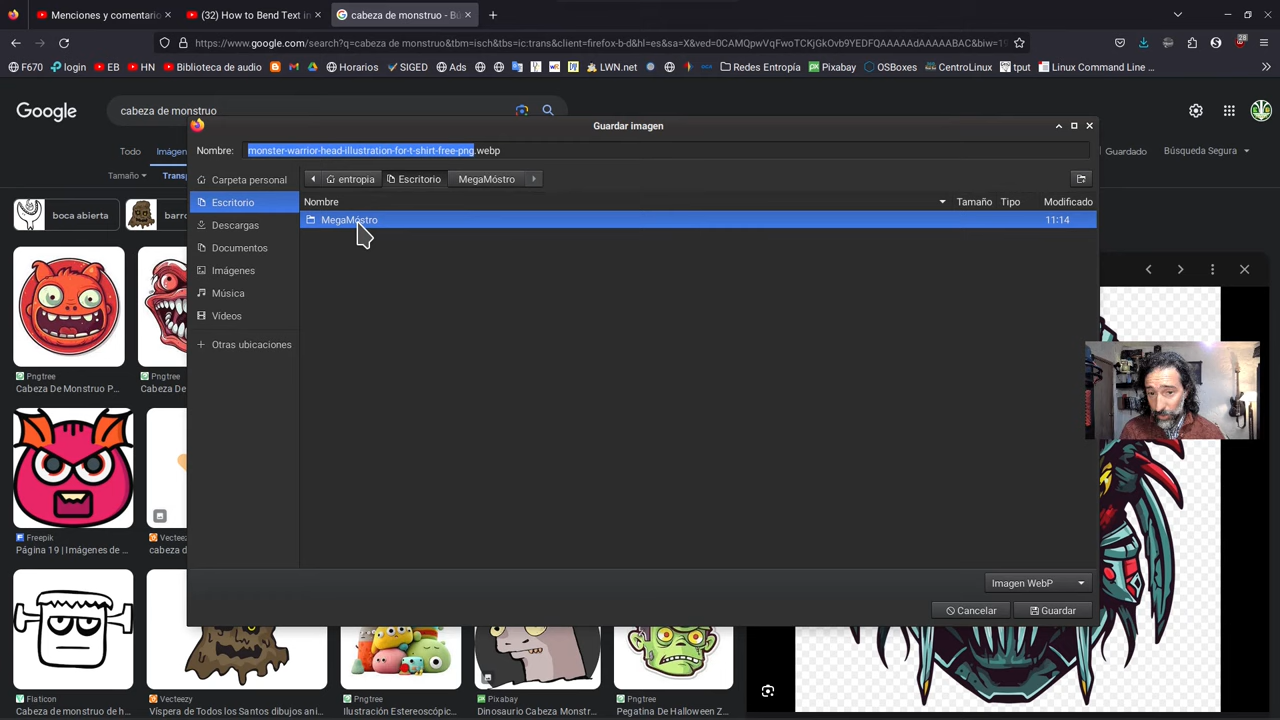 Menciones y comentario
(32) How to Bend Text in
cabeza de monstruo - Bú
https://www.google.com/search?q=cabeza de monstruo&tbm=isch&tbs=ic:trans&client=firefox-b-d&hl=es&sa=X&ved=0CAMQpwVqFwoTCKjGkOvb9YEDFQAAAAAdAAAAABAC&biw=19
28
F670
login
EB
HN
Biblioteca de audio
Horarios
SIGED
Ads
LWN.net
Redes Entropía
Pixabay
OSBoxes
CentroLinux
tput
Linux Command Line ...
Google
cabeza de monstruo
Todo
Imágen
Guardado
Búsqueda Segura
Tamaño
Transp
boca abierta
barro
Guardar imagen
Nombre:
monster-warrior-head-illustration-for-t-shirt-free-png.webp
Carpeta personal
entropia
Escritorio
MegaMóstro
Escritorio
Nombre
Tamaño
Tipo
Modificado
MegaMóstro
11:14
Descargas
Documentos
Imágenes
Música
Vídeos
Otras ubicaciones
Imagen WebP
Cancelar
Guardar
Pngtree
Cabeza De Monstruo P...
Pngtree
Cabeza De
Freepik
Página 19 | Imágenes de ...
Vecteez
cabeza de
Flaticon
Cabeza de monstruo de h...
Vecteezy
Víspera de Todos los Santos dibujos ani...
Pngtree
Ilustración Estereoscópic...
Pixabay
Dinosaurio Cabeza Monstr...
Pngtree
Pegatina De Halloween Z...